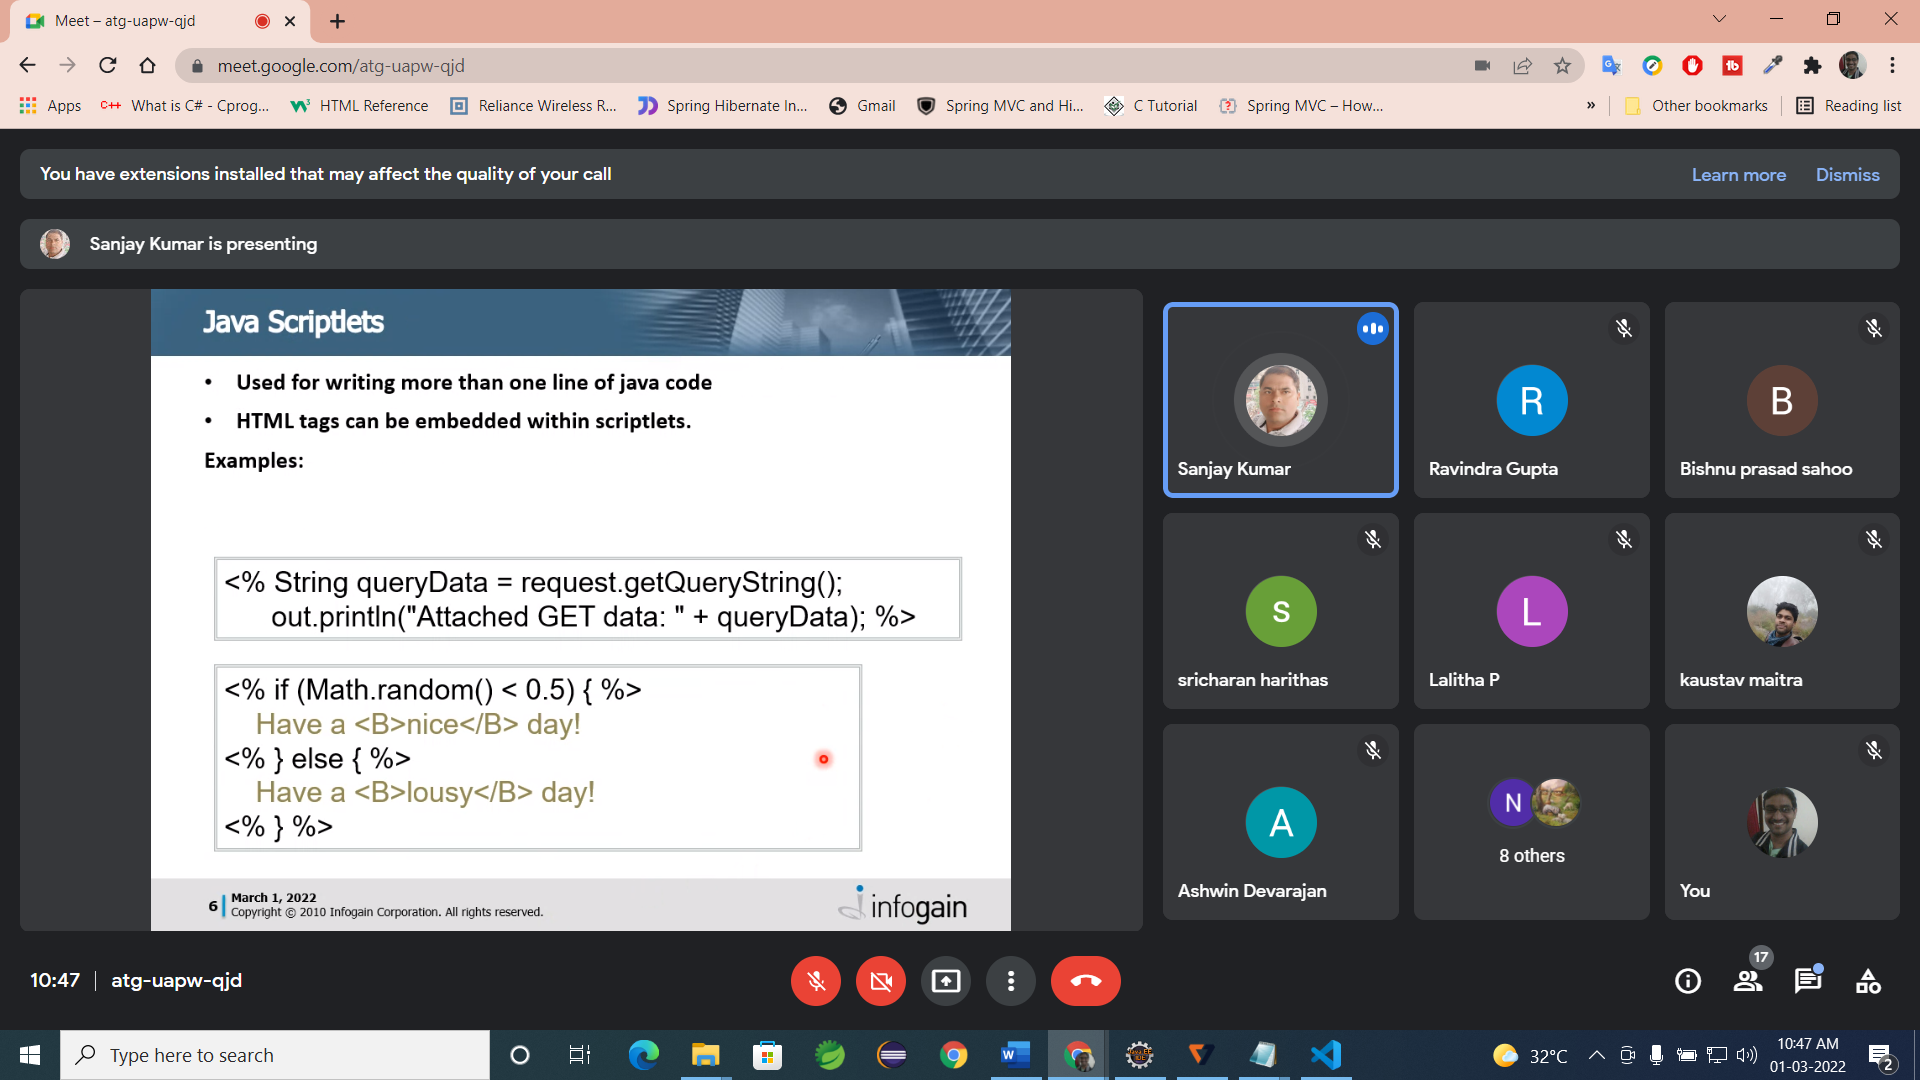 Meet – atg-uapw-qjd
meet.google.com/atg-uapw-qjd
Apps
C++ What is C# - Cprog...
HTML Reference
Reliance Wireless R...
Spring Hibernate In...
Gmail
Spring MVC and Hi...
C Tutorial
Spring MVC – How...
»
Other bookmarks
Reading list
You have extensions installed that may affect the quality of your call
Learn more
Dismiss
Sanjay Kumar is presenting
Java Scriptlets
• Used for writing more than one line of java code
• HTML tags can be embedded within scriptlets.
Examples:
<% String queryData = request.getQueryString();
out.println("Attached GET data: " + queryData); %>
<% if (Math.random() < 0.5) { %>
Have a <B>nice</B> day!
<% } else { %>
Have a <B>lousy</B> day!
<% } %>
6
March 1, 2022
Copyright © 2010 Infogain Corporation. All rights reserved.
infogain
Sanjay Kumar
R
Ravindra Gupta
B
Bishnu prasad sahoo
s
sricharan harithas
L
Lalitha P
kaustav maitra
A
Ashwin Devarajan
N
8 others
You
10:47
atg-uapw-qjd
17
Type here to search
32°C
10:47 AM
01-03-2022
2